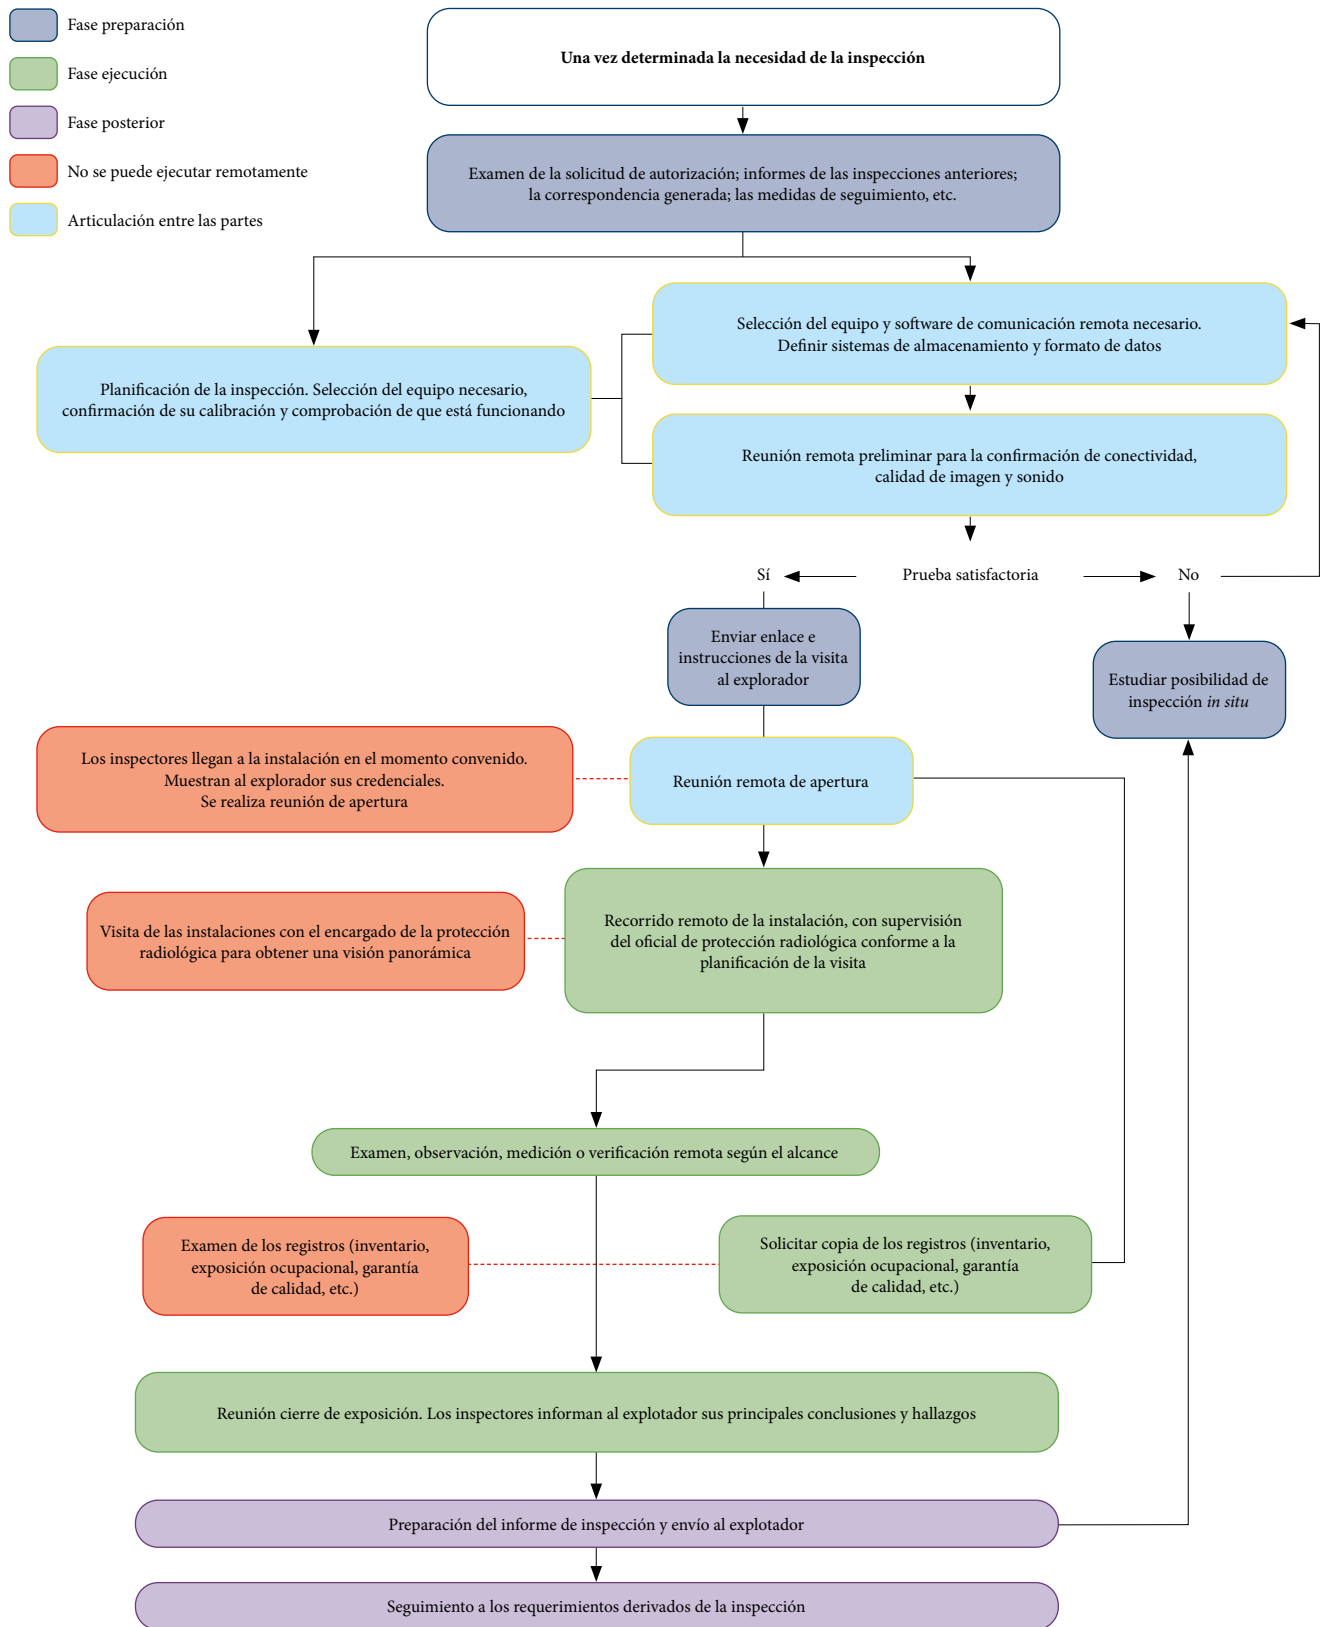 Fase preparación
Fase ejecución
Fase posterior
No se puede ejecutar remotamente
Articulación entre las partes
Una vez determinada la necesidad de la inspección
Examen de la solicitud de autorización; informes de las inspecciones anteriores;
la correspondencia generada; las medidas de seguimiento, etc.
Selección del equipo y software de comunicación remota necesario.
Definir sistemas de almacenamiento y formato de datos
Planificación de la inspección. Selección del equipo necesario,
confirmación de su calibración y comprobación de que está funcionando
Reunión remota preliminar para la confirmación de conectividad,
calidad de imagen y sonido
Sí
Prueba satisfactoria
No
Enviar enlace e
instrucciones de la visita
al explorador
Estudiar posibilidad de
inspección in situ
Los inspectores llegan a la instalación en el momento convenido.
Muestran al explorador sus credenciales.
Se realiza reunión de apertura
Reunión remota de apertura
Visita de las instalaciones con el encargado de la protección
radiológica para obtener una visión panorámica
Recorrido remoto de la instalación, con supervisión
del oficial de protección radiológica conforme a la
planificación de la visita
Examen, observación, medición o verificación remota según el alcance
Examen de los registros (inventario,
exposición ocupacional, garantía
de calidad, etc.)
Solicitar copia de los registros (inventario,
exposición ocupacional, garantía
de calidad, etc.)
Reunión cierre de exposición. Los inspectores informan al explotador sus principales conclusiones y hallazgos
Preparación del informe de inspección y envío al explotador
Seguimiento a los requerimientos derivados de la inspección